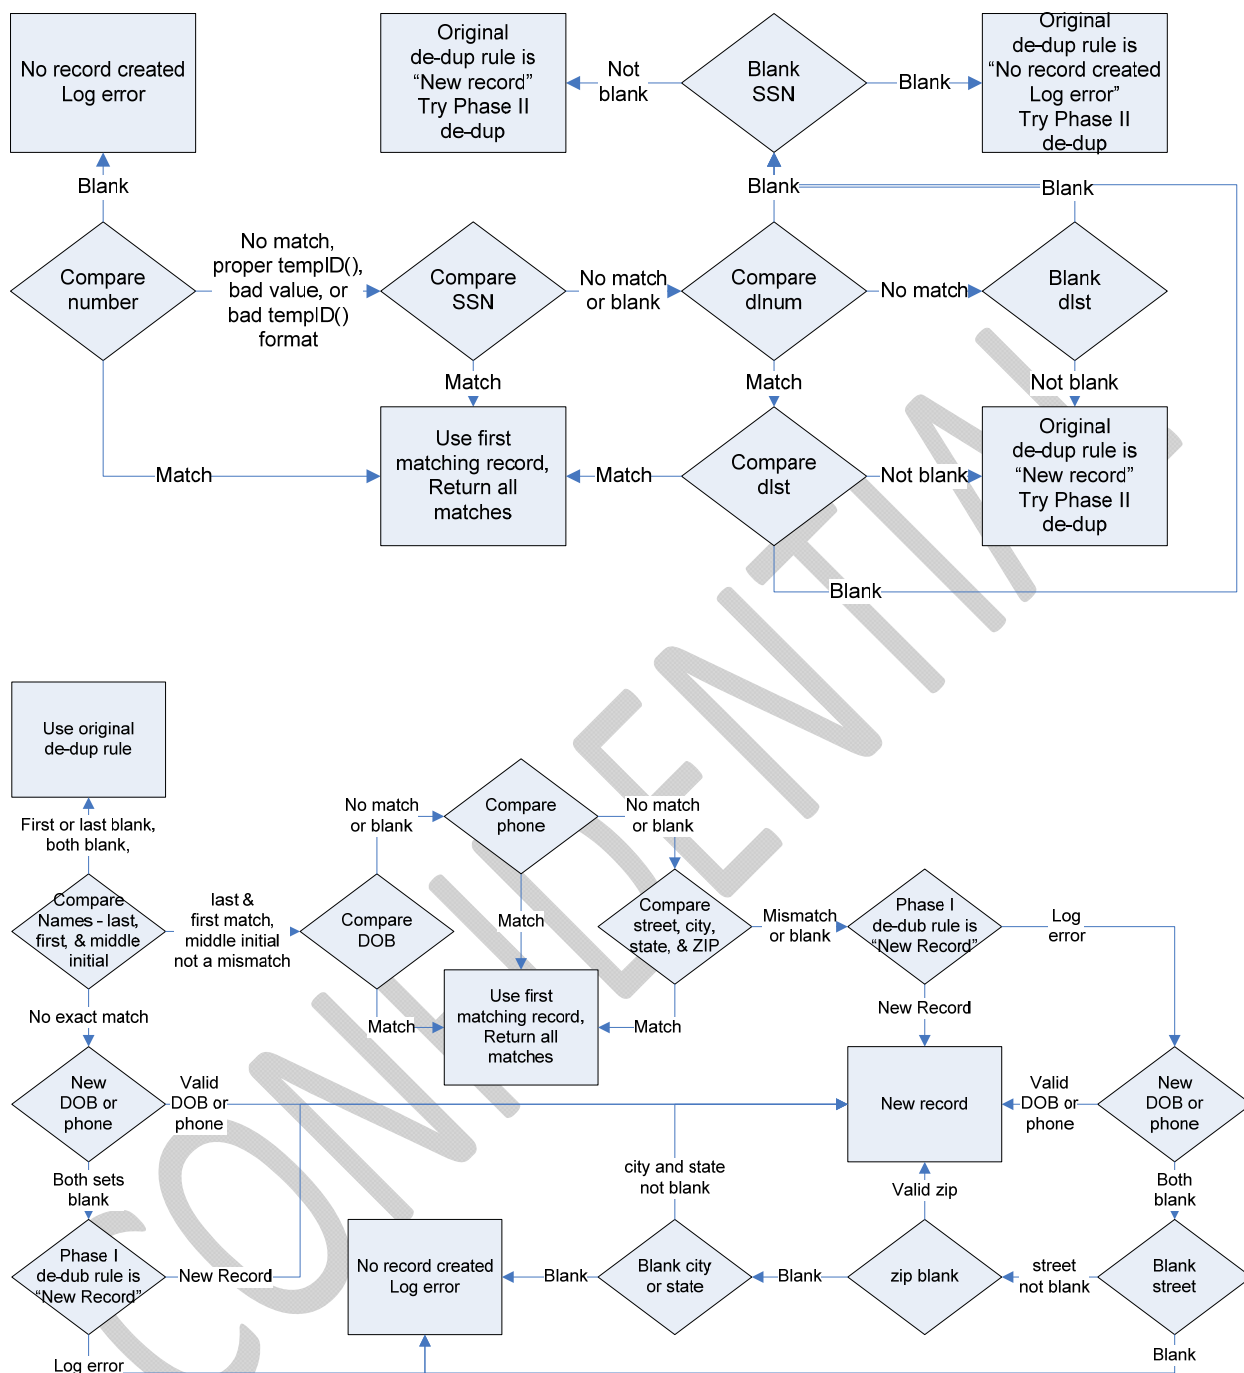 No record created
Log error
Original
de-dup rule is
“New record”
Try Phase II
de-dup
Not
blank
Blank
SSN
Blank
Original
de-dup rule is
“No record created
Log error”
Try Phase II
de-dup
Blank
Blank
Blank
Compare
number
No match,
proper tempID(),
bad value, or
bad tempID()
format
Compare
SSN
No match
or blank
Compare
dlnum
No match
Blank
dlst
Match
Match
Not blank
Match
Use first
matching record,
Return all
matches
Match
Compare
dlst
Not blank
Original
de-dup rule is
“New record”
Try Phase II
de-dup
Blank
CONFIDENTIAL
Use original
de-dup rule
First or last blank,
both blank,
No match
or blank
Compare
phone
No match
or blank
Compare
Names - last,
first, & middle
initial
last &
first match,
middle initial
not a mismatch
Compare
DOB
Match
Compare
street, city,
state, & ZIP
Mismatch
or blank
Phase I
de-dub rule is
“New Record”
Log
error
No exact match
Match
Use first
matching record,
Return all
matches
Match
New Record
New
DOB or
phone
Valid
DOB or
phone
New record
Valid
DOB or
phone
New
DOB or
phone
Both sets
blank
city and state
not blank
Valid zip
Both
blank
Phase I
de-dub rule is
“New Record”
New Record
No record created
Log error
Blank
Blank city
or state
Blank
zip blank
street
not blank
Blank
street
Log error
Blank